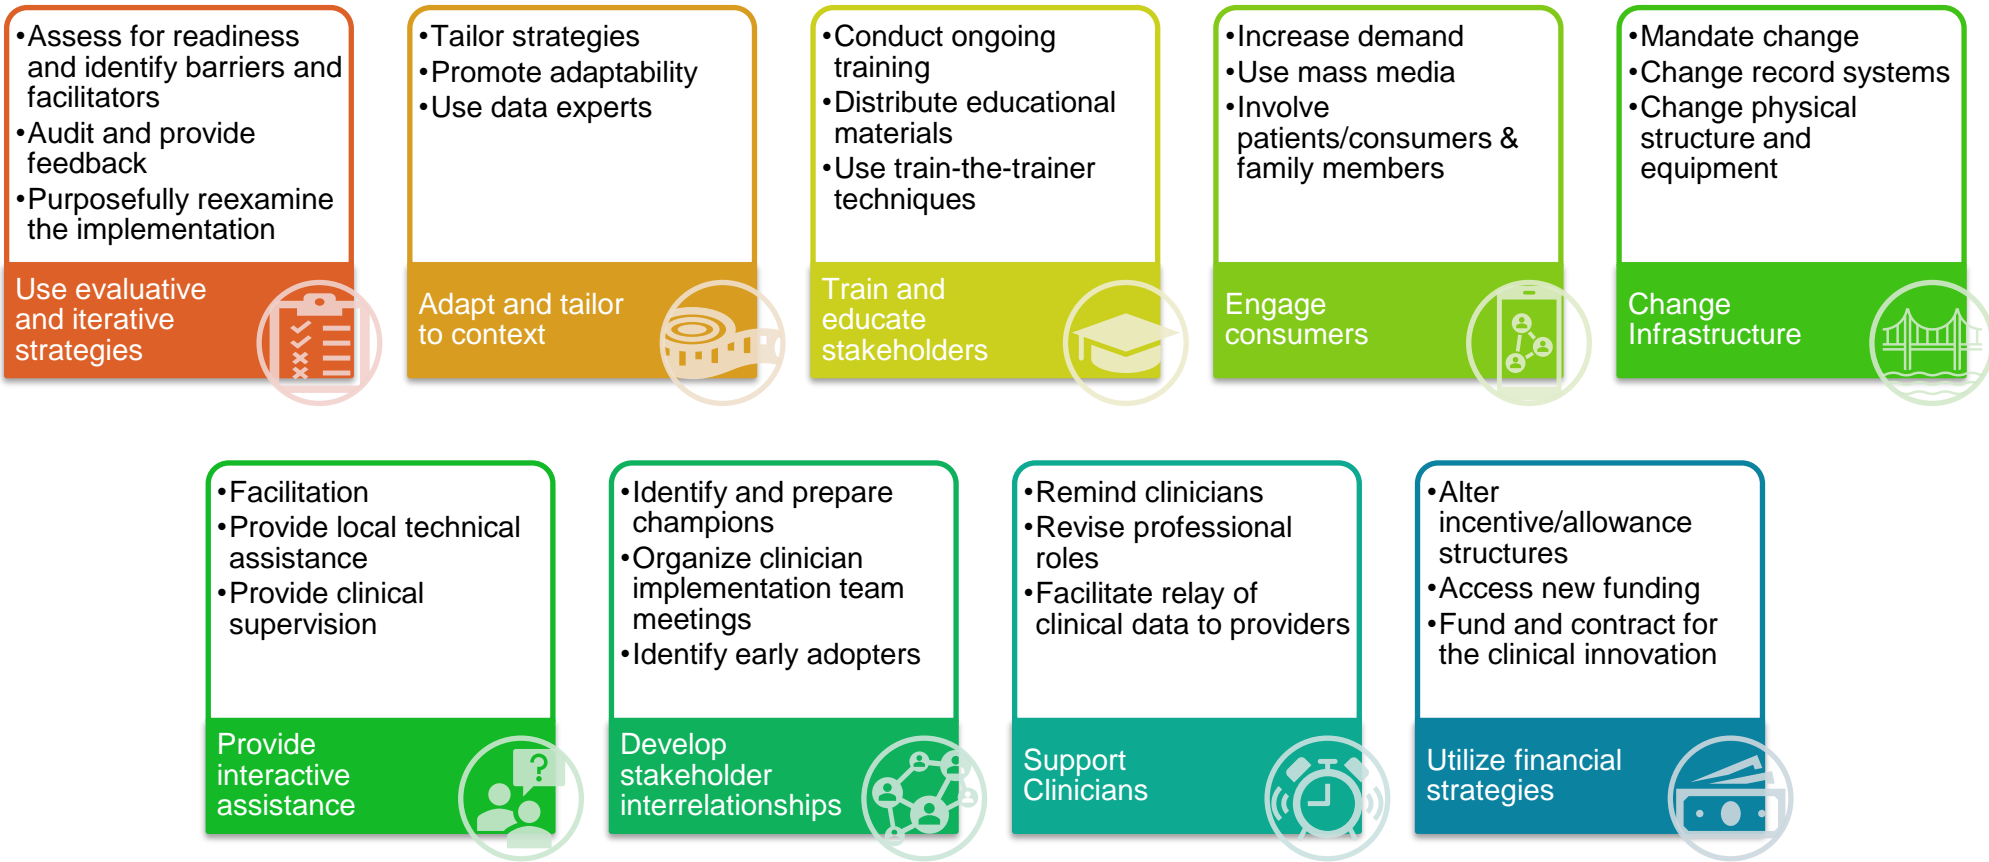 •Assess for readiness
and identify barriers and
facilitators
•Audit and provide
feedback
•Purposefully reexamine
the implementation
Use evaluative
and iterative
strategies
•Tailor strategies
•Promote adaptability
•Use data experts
Adapt and tailor
to context
•Conduct ongoing
training
•Distribute educational
materials
•Use train-the-trainer
techniques
Train and
educate
stakeholders
•Increase demand
•Use mass media
•Involve
patients/consumers &
family members
Engage
consumers
•Mandate change
•Change record systems
•Change physical
structure and
equipment
Change
Infrastructure
•Facilitation
•Provide local technical
assistance
•Provide clinical
supervision
Provide
interactive
assistance
?
•Identify and prepare
champions
•Organize clinician
implementation team
meetings
•Identify early adopters
Develop
stakeholder
interrelationships
•Remind clinicians
•Revise professional
roles
•Facilitate relay of
clinical data to providers
Support
Clinicians
•Alter
incentive/allowance
structures
•Access new funding
•Fund and contract for
the clinical innovation
Utilize financial
strategies